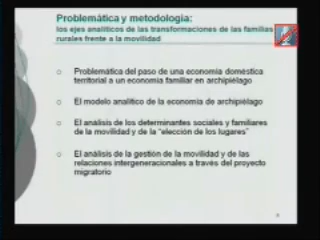 Problemática y metodología:
los ejes analíticos de las transformaciones de las familias
rurales frente a la movilidad
o Problemática del paso de una economía doméstica
territorial a un economía familiar en archipiélago
o El modelo analítico de la economía de archipiélago
o El análisis de los determinantes sociales y familiares
de la movilidad y de la "elección de los lugares"
o El análisis de la gestión de la movilidad y de las
relaciones intergeneracionales a través del proyecto
migratorio